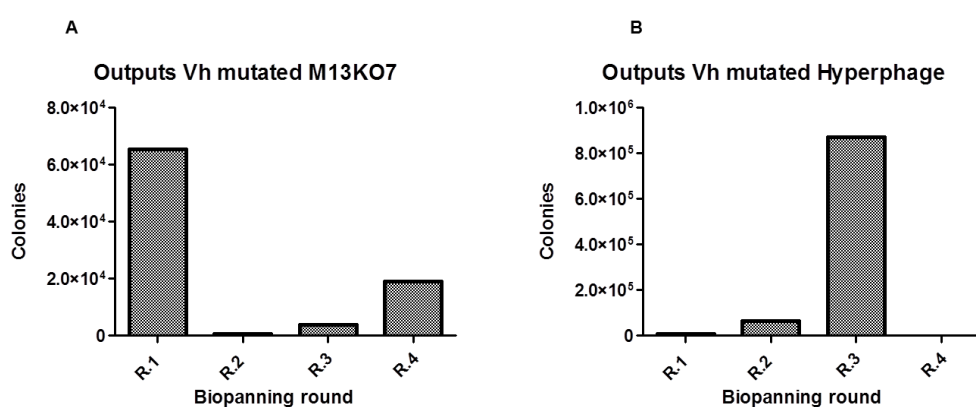 A
Outputs Vh mutated M13KO7
8.0×10⁴
6.0×10⁴
4.0×10⁴
2.0×10⁴
0
Colonies
R.1
R.2
R.3
R.4
Biopanning round
B
Outputs Vh mutated Hyperphage
1.0×10⁶
8.0×10⁵
6.0×10⁵
4.0×10⁵
2.0×10⁵
0
Colonies
R.1
R.2
R.3
R.4
Biopanning round